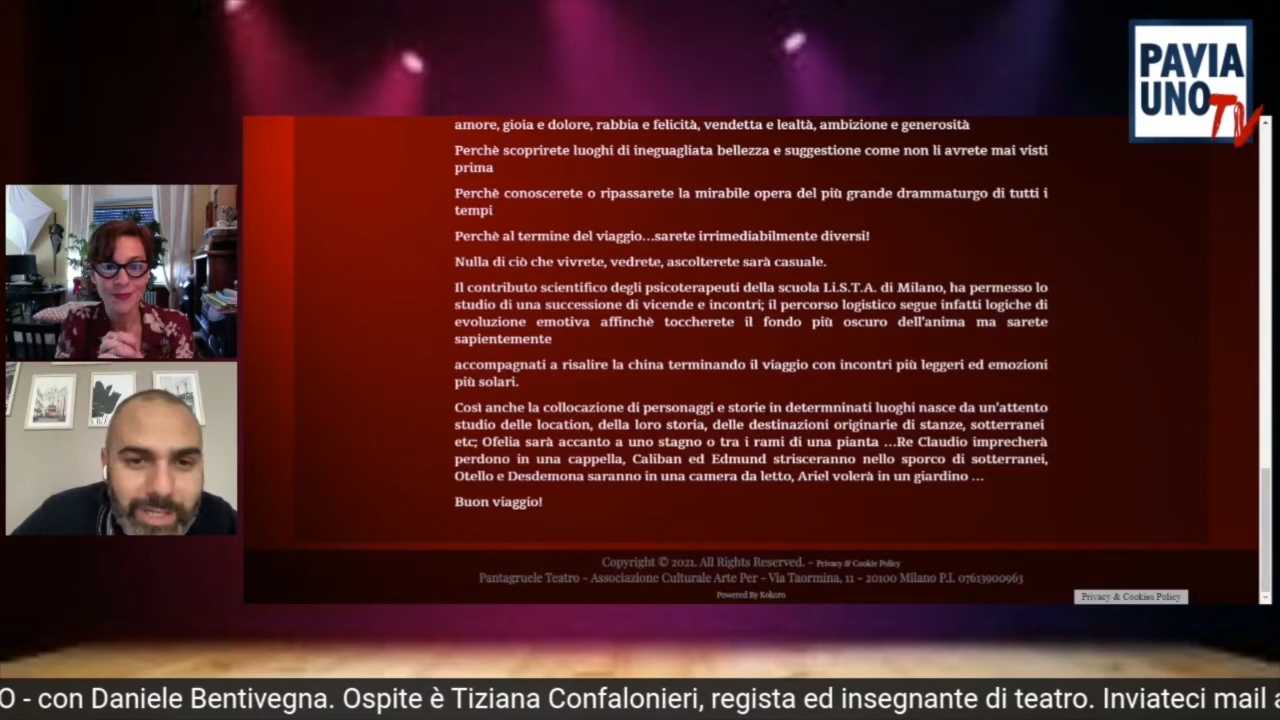 PAVIA
UNO TV
amore, gioia e dolore, rabbia e felicità, vendetta e lealtà, ambizione e generosità
Perchè scoprirete luoghi di ineguagliata bellezza e suggestione come non li avrete mai visti
prima
Perchè conoscerete o ripassarete la mirabile opera del più grande drammaturgo di tutti i
tempi
Perchè al termine del viaggio…sarete irrimediabilmente diversi!
Nulla di ciò che vivrete, vedrete, ascolterete sarà casuale.
Il contributo scientifico degli psicoterapeuti della scuola Li.S.T.A. di Milano, ha permesso lo
studio di una successione di vicende e incontri; il percorso logistico segue infatti logiche di
evoluzione emotiva affinchè toccherete il fondo più oscuro dell'anima ma sarete
sapientemente
accompagnati a risalire la china terminando il viaggio con incontri più leggeri ed emozioni
più solari.
Così anche la collocazione di personaggi e storie in determninati luoghi nasce da un'attento
studio delle location, della loro storia, delle destinazioni originarie di stanze, sotterranei
etc; Ofelia sarà accanto a uno stagno o tra i rami di una pianta …Re Claudio imprecherà
perdono in una cappella, Caliban ed Edmund strisceranno nello sporco di sotterranei,
Otello e Desdemona saranno in una camera da letto, Ariel volerà in un giardino …
Buon viaggio!
Copyright © 2021. All Rights Reserved. - Privacy & Cookie Policy
Pantagruele Teatro - Associazione Culturale Arte Per - Via Taormina, 11 - 20100 Milano P.I. 07613900963
Powered By Kokoro
Privacy & Cookies Policy
O - con Daniele Bentivegna. Ospite è Tiziana Confalonieri, regista ed insegnante di teatro. Inviateci mail a